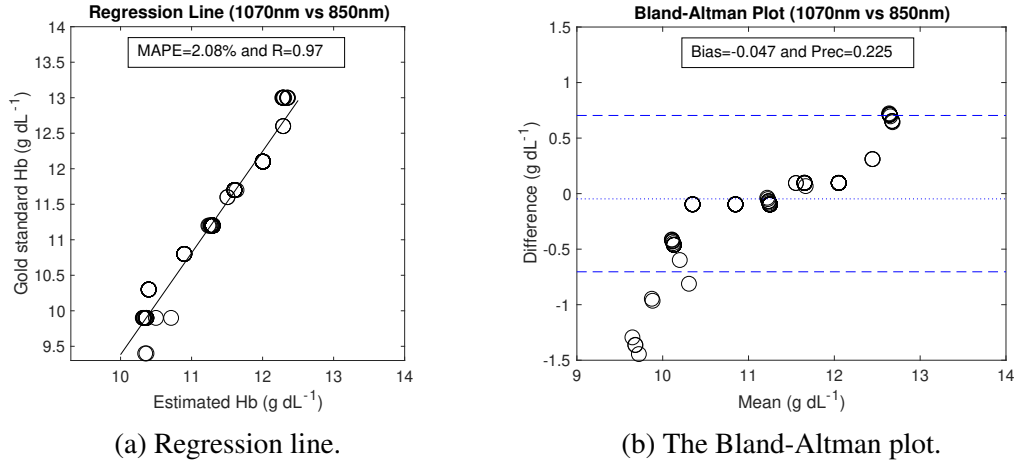 Regression Line (1070nm vs 850nm)
MAPE=2.08% and R=0.97
14
13.5
13
12.5
12
11.5
11
10.5
10
9.5
Gold standard Hb (g dL-1)
10 11 12 13 14
Estimated Hb (g dL-1)
(a) Regression line.
Bland-Altman Plot (1070nm vs 850nm)
Bias=-0.047 and Prec=0.225
1.5
1
0.5
0
-0.5
-1
-1.5
Difference (g dL-1)
9 10 11 12 13 14
Mean (g dL-1)
(b) The Bland-Altman plot.